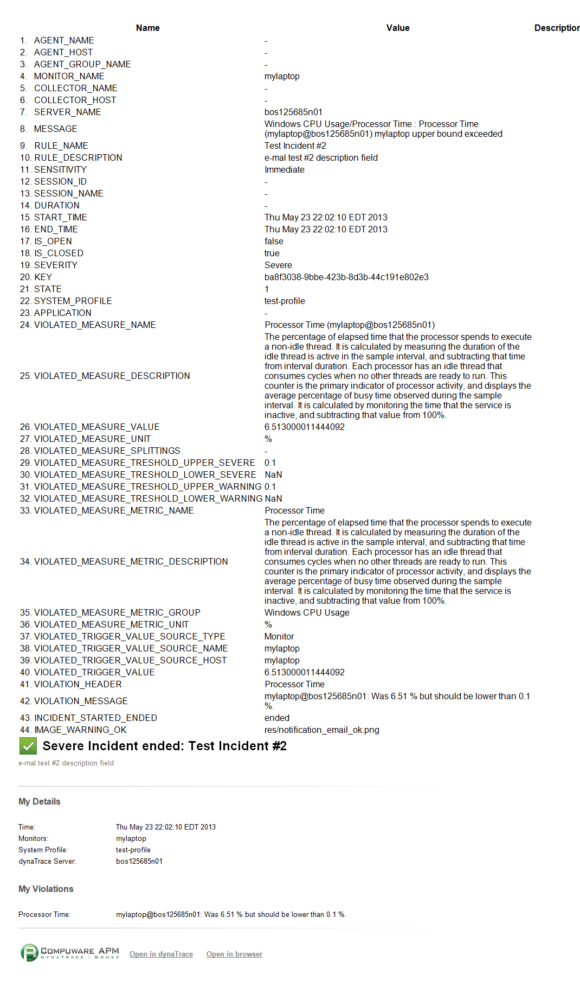 Name Value Description
1. AGENT_NAME -
2. AGENT_HOST -
3. AGENT_GROUP_NAME -
4. MONITOR_NAME mylaptop
5. COLLECTOR_NAME -
6. COLLECTOR_HOST -
7. SERVER_NAME bos125685n01
8. MESSAGE Windows CPU Usage/Processor Time : Processor Time
(mylaptop@bos125685n01) mylaptop upper bound exceeded
9. RULE_NAME Test Incident #2
10. RULE_DESCRIPTION e-mal test #2 description field
11. SENSITIVITY Immediate
12. SESSION_ID -
13. SESSION_NAME -
14. DURATION -
15. START_TIME Thu May 23 22:02:10 EDT 2013
16. END_TIME Thu May 23 22:02:10 EDT 2013
17. IS_OPEN false
18. IS_CLOSED true
19. SEVERITY Severe
20. KEY ba8f3038-9bbe-423b-8d3b-44c191e802e3
21. STATE 1
22. SYSTEM_PROFILE test-profile
23. APPLICATION -
24. VIOLATED_MEASURE_NAME Processor Time (mylaptop@bos125685n01)
25. VIOLATED_MEASURE_DESCRIPTION The percentage of elapsed time that the processor spends to execute
a non-idle thread. It is calculated by measuring the duration of the
idle thread is active in the sample interval, and subtracting that time
from interval duration. Each processor has an idle thread that
consumes cycles when no other threads are ready to run. This
counter is the primary indicator of processor activity, and displays the
average percentage of busy time observed during the sample
interval. It is calculated by monitoring the time that the service is
inactive, and subtracting that value from 100%.
26. VIOLATED_MEASURE_VALUE 6.513000011444092
27. VIOLATED_MEASURE_UNIT %
28. VIOLATED_MEASURE_SPLITTINGS -
29. VIOLATED_MEASURE_TRESHOLD_UPPER_SEVERE 0.1
30. VIOLATED_MEASURE_TRESHOLD_LOWER_SEVERE NaN
31. VIOLATED_MEASURE_TRESHOLD_UPPER_WARNING 0.1
32. VIOLATED_MEASURE_TRESHOLD_LOWER_WARNING NaN
33. VIOLATED_MEASURE_METRIC_NAME Processor Time
34. VIOLATED_MEASURE_METRIC_DESCRIPTION The percentage of elapsed time that the processor spends to execute
a non-idle thread. It is calculated by measuring the duration of the
idle thread is active in the sample interval, and subtracting that time
from interval duration. Each processor has an idle thread that
consumes cycles when no other threads are ready to run. This
counter is the primary indicator of processor activity, and displays the
average percentage of busy time observed during the sample
interval. It is calculated by monitoring the time that the service is
inactive, and subtracting that value from 100%.
35. VIOLATED_MEASURE_METRIC_GROUP Windows CPU Usage
36. VIOLATED_MEASURE_METRIC_UNIT %
37. VIOLATED_TRIGGER_VALUE_SOURCE_TYPE Monitor
38. VIOLATED_TRIGGER_VALUE_SOURCE_NAME mylaptop
39. VIOLATED_TRIGGER_VALUE_SOURCE_HOST mylaptop
40. VIOLATED_TRIGGER_VALUE 6.513000011444092
41. VIOLATION_HEADER Processor Time
42. VIOLATION_MESSAGE mylaptop@bos125685n01: Was 6.51 % but should be lower than 0.1
%.
43. INCIDENT_STARTED_ENDED ended
44. IMAGE_WARNING_OK res/notification_email_ok.png
Severe Incident ended: Test Incident #2
e-mal test #2 description field
My Details
Time: Thu May 23 22:02:10 EDT 2013
Monitors: mylaptop
System Profile: test-profile
dynaTrace Server: bos125685n01
My Violations
Processor Time: mylaptop@bos125685n01: Was 6.51 % but should be lower than 0.1 %.
COMPUWARE APM Open in dynaTrace Open in browser
DYNATRACE | GOMEZ